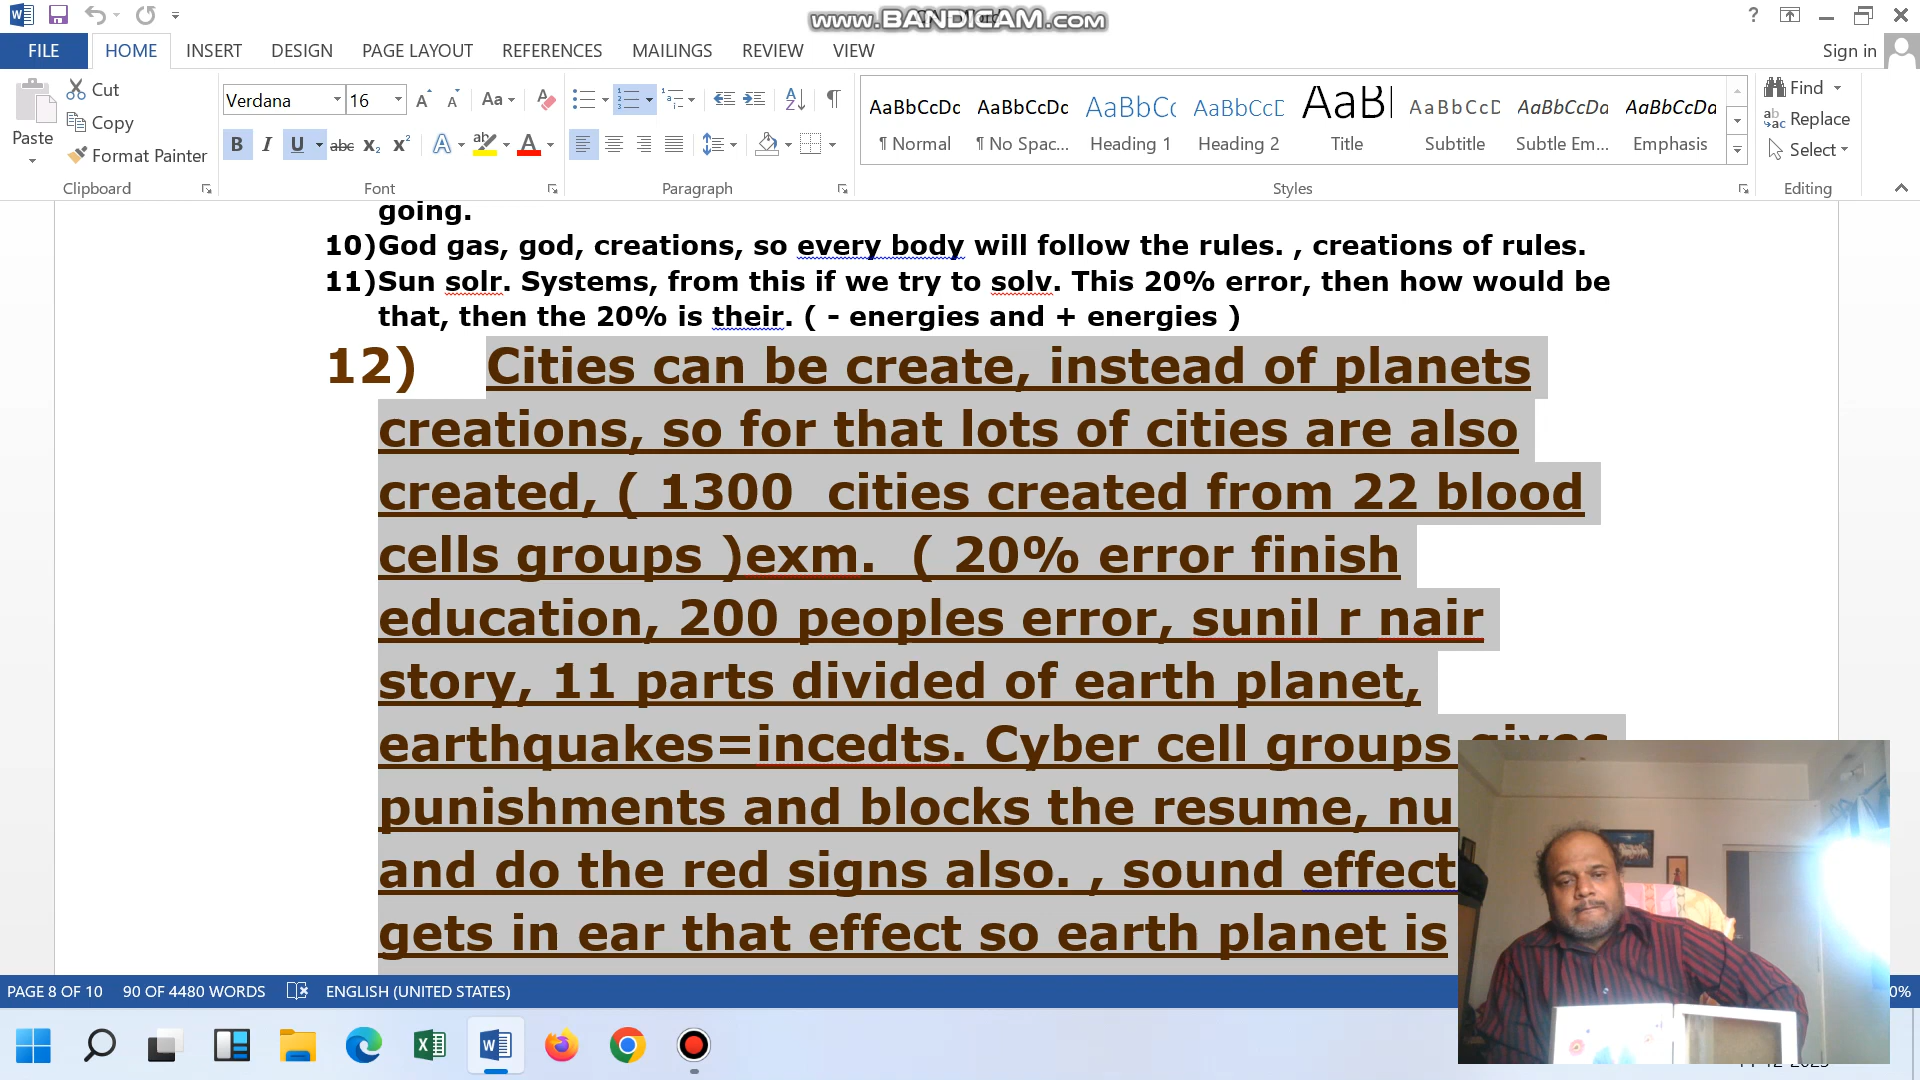 www.BANDICAM.com
FILE HOME INSERT DESIGN PAGE LAYOUT REFERENCES MAILINGS REVIEW VIEW Sign in
Paste Cut
Copy
Format Painter
Clipboard
Verdana 16
Font
Paragraph
AaBbCcDc AaBbCcDc AaBbC( AaBbCcD AaBl AaBbCcD AaBbCcDa AaBbCcDa
¶ Normal ¶ No Spac... Heading 1 Heading 2 Title Subtitle Subtle Em... Emphasis
Styles
Find
Replace
Select
Editing
going.
10)God gas, god, creations, so every body will follow the rules. , creations of rules.
11)Sun solr. Systems, from this if we try to solv. This 20% error, then how would be
that, then the 20% is their. ( - energies and + energies )
12) Cities can be create, instead of planets
creations, so for that lots of cities are also
created, ( 1300 cities created from 22 blood
cells groups )exm. ( 20% error finish
education, 200 peoples error, sunil r nair
story, 11 parts divided of earth planet,
earthquakes=incedts. Cyber cell groups gives
punishments and blocks the resume, nu
and do the red signs also. , sound effect
gets in ear that effect so earth planet is
PAGE 8 OF 10 90 OF 4480 WORDS ENGLISH (UNITED STATES) 0%